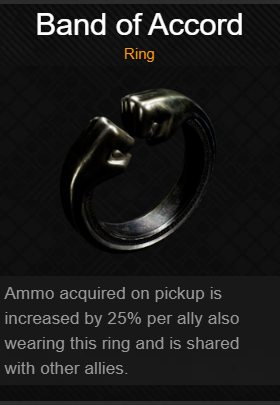 Band of Accord
Ring
Ammo acquired on pickup is
increased by 25% per ally also
wearing this ring and is shared
with other allies.